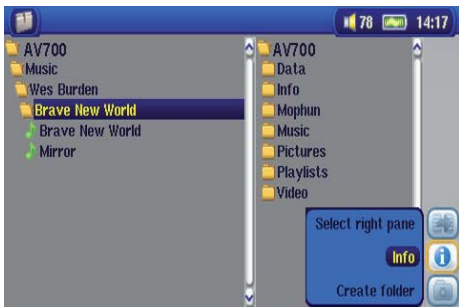 78 14:17
AV700
Music
Wes Burden
Brave New World
Brave New World
Mirror
AV700
Data
Info
Mophun
Music
Pictures
Playlists
Video
Select right pane
Info
Create folder